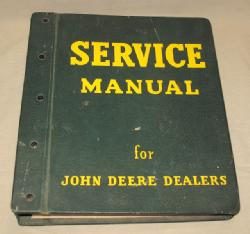 SERVICE
MANUAL
for
JOHN DEERE DEALERS